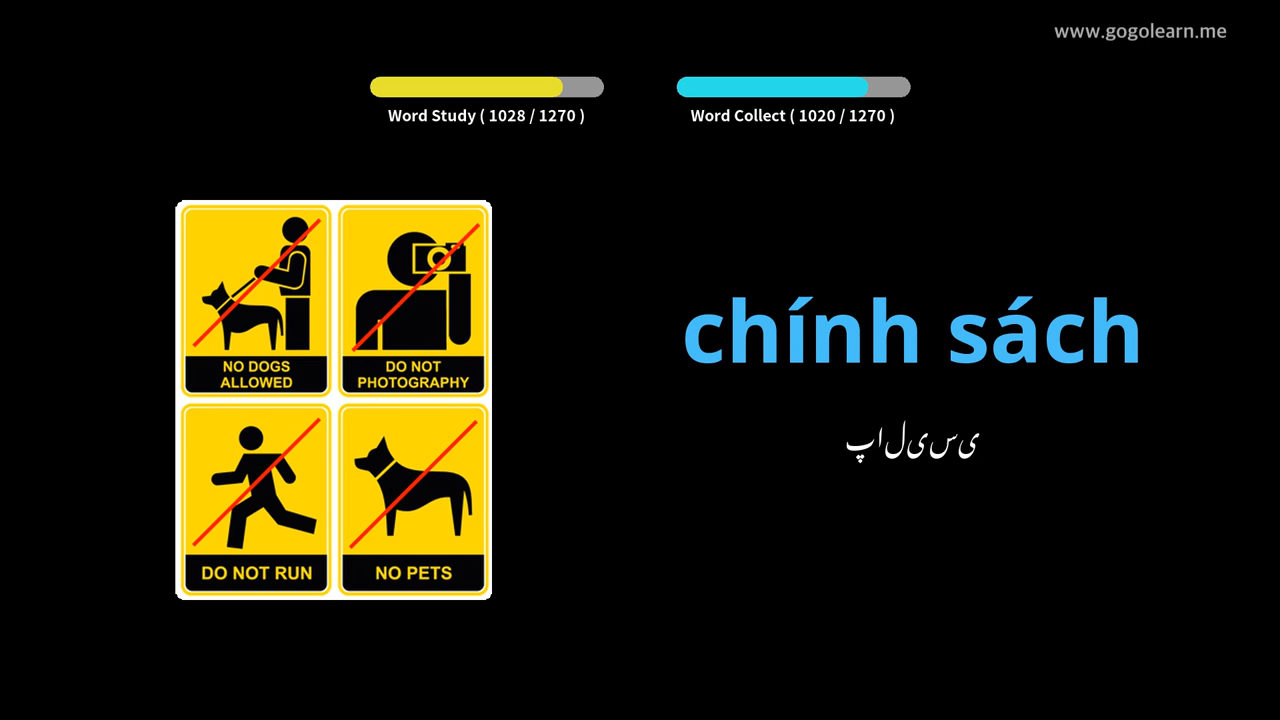 www.gogolearn.me
Word Study ( 1028 / 1270 )
Word Collect ( 1020 / 1270 )
NO DOGS
ALLOWED
DO NOT
PHOTOGRAPHY
DO NOT RUN
NO PETS
chính sách
پالیسی